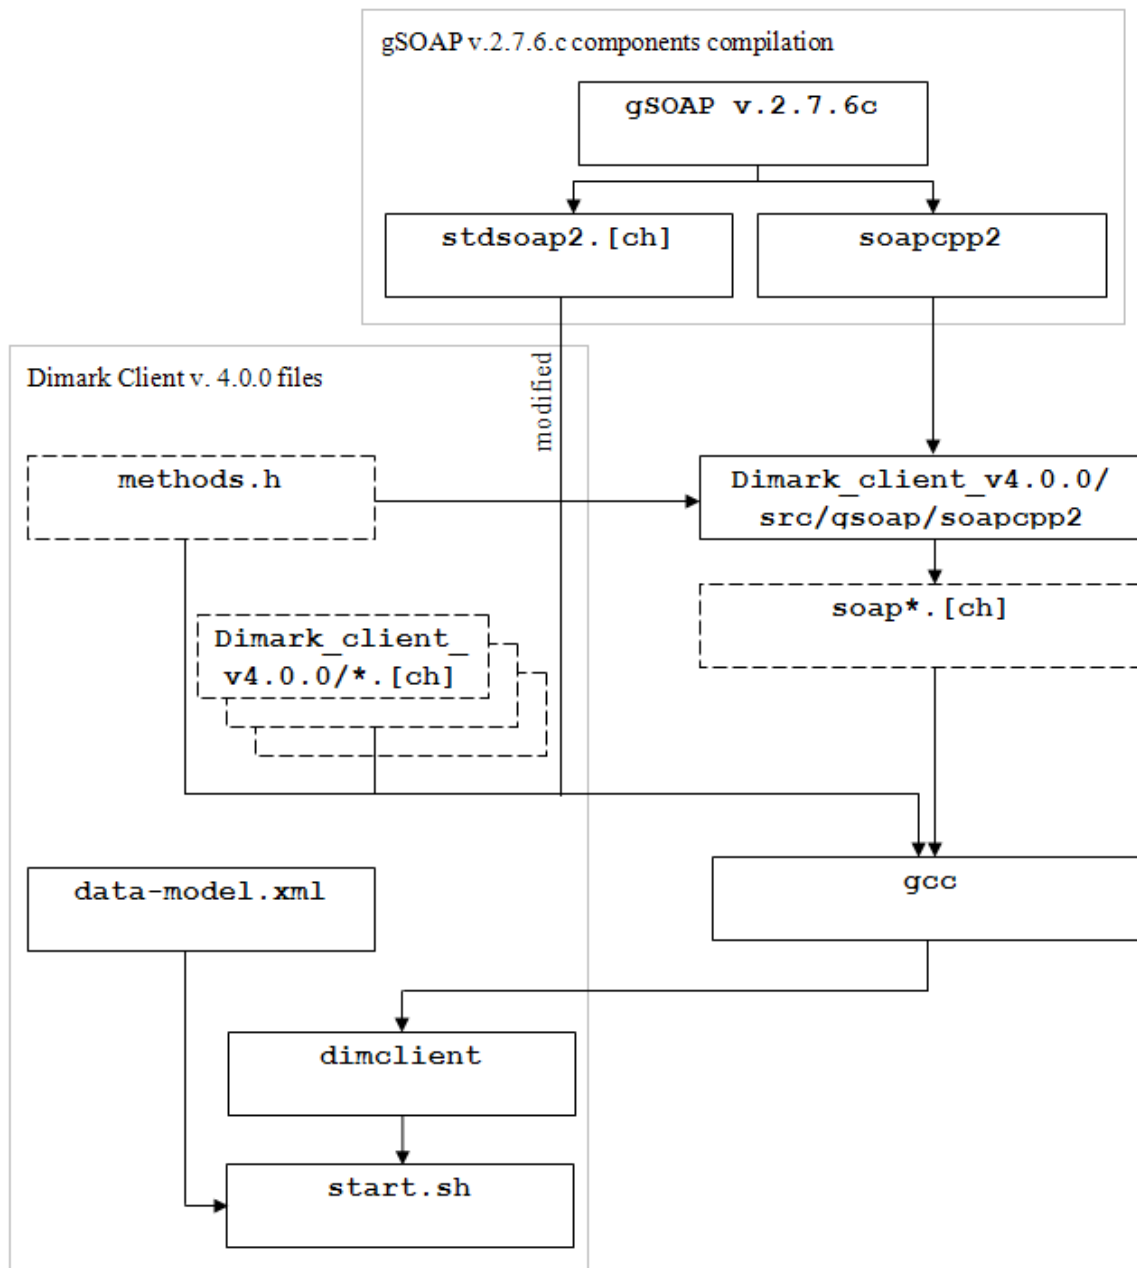 gSOAP v.2.7.6.c components compilation
gSOAP v.2.7.6c
stdsoap2.[ch]
soapcpp2
Dimark Client v. 4.0.0 files
modified
methods.h
Dimark_client_v4.0.0/
src/gsoap/soapcpp2
soap*.[ch]
Dimark_client_
v4.0.0/*.[ch]
data-model.xml
gcc
dimclient
start.sh